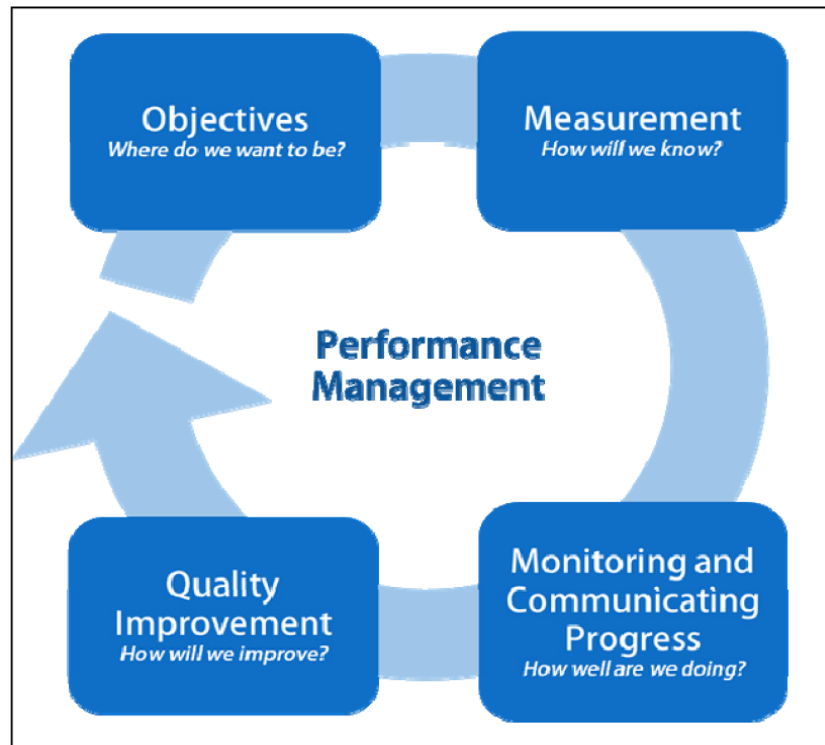 Objectives
Where do we want to be?
Measurement
How will we know?
Performance
Management
Quality
Improvement
How will we improve?
Monitoring and
Communicating
Progress
How well are we doing?